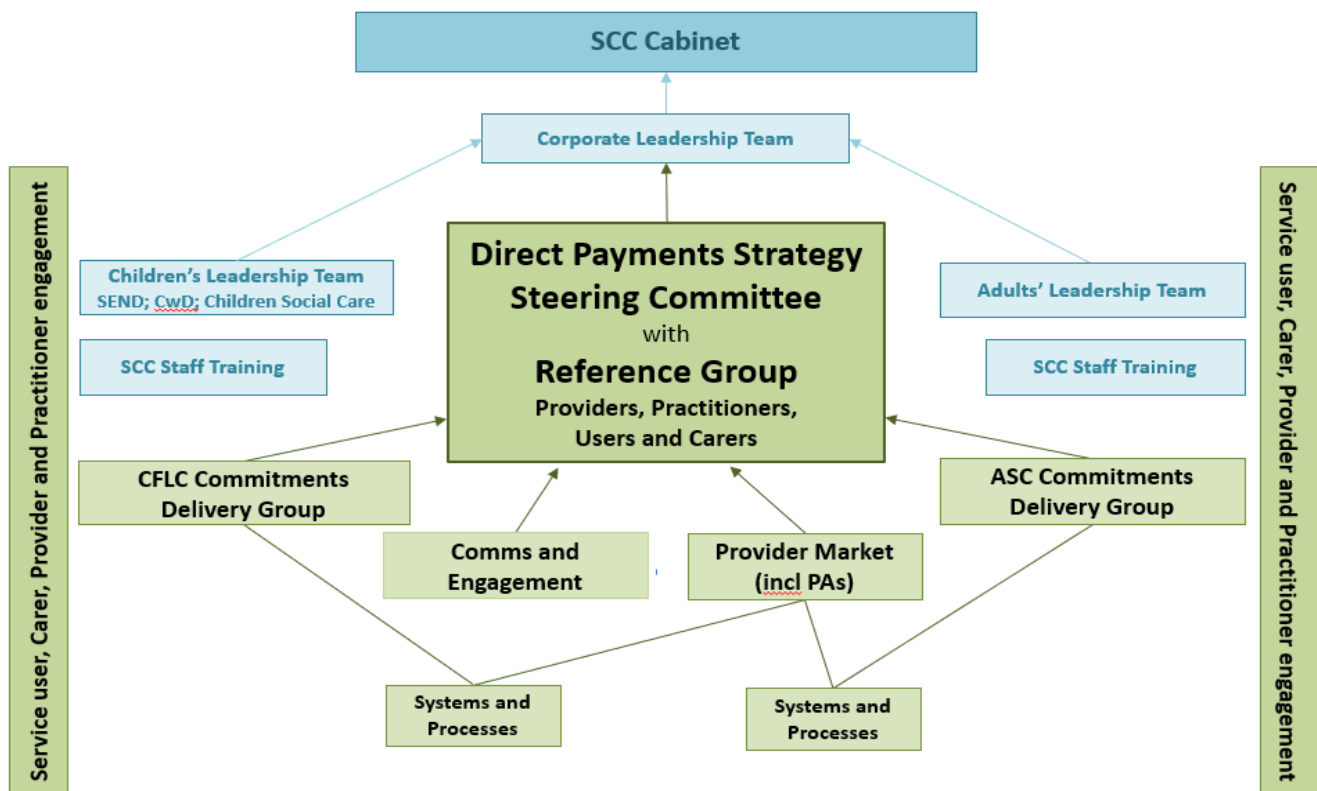 SCC Cabinet
Corporate Leadership Team
Service user, Carer, Provider and Practitioner engagement
Children's Leadership Team
SEND; CwD; Children Social Care
SCC Staff Training
Direct Payments Strategy
Steering Committee
with
Reference Group
Providers, Practitioners,
Users and Carers
Adults' Leadership Team
SCC Staff Training
Service user, Carer, Provider and Practitioner engagement
CFLC Commitments
Delivery Group
ASC Commitments
Delivery Group
Comms and
Engagement
Provider Market
(incl PAs)
Systems and
Processes
Systems and
Processes